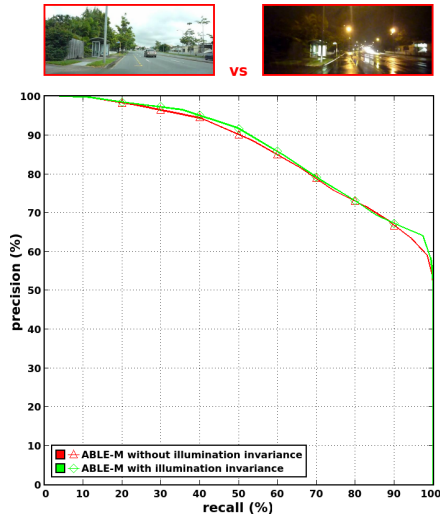 vs
100
90
80
70
60
50
40
30
20
10
0
precision (%)
ABLE-M without illumination invariance
ABLE-M with illumination invariance
0 10 20 30 40 50 60 70 80 90 100
recall (%)